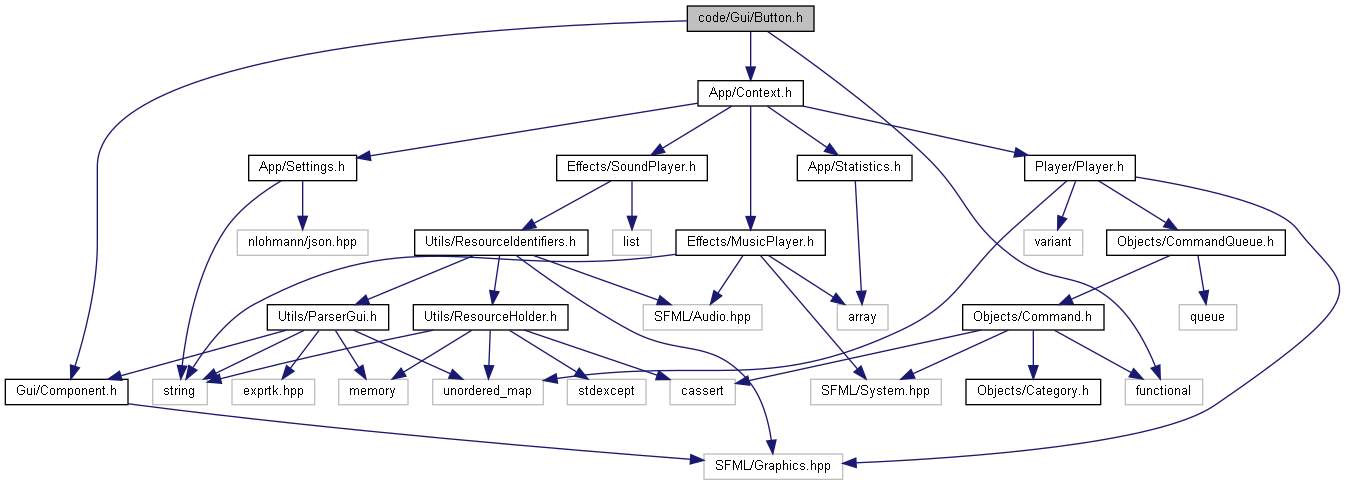 code/Gui/Button.h
App/Context.h
App/Settings.h
Effects/SoundPlayer.h
App/Statistics.h
Player/Player.h
nlohmann/json.hpp
Utils/ResourceIdentifiers.h
list
Effects/MusicPlayer.h
variant
Objects/CommandQueue.h
Utils/ParserGui.h
Utils/ResourceHolder.h
SFML/Audio.hpp
array
Objects/Command.h
queue
Gui/Component.h
string
exprtk.hpp
memory
unordered_map
stdexcept
cassert
SFML/System.hpp
Objects/Category.h
functional
SFML/Graphics.hpp